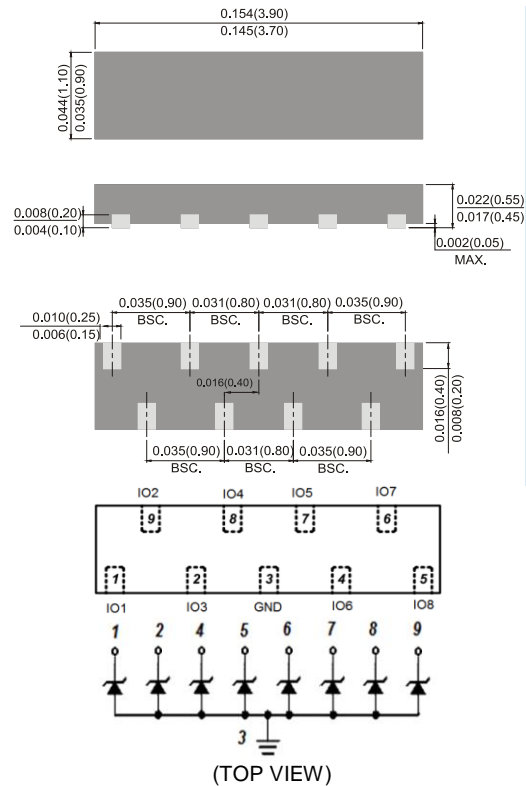 0.154(3.90)
0.145(3.70)
0.044(1.10)
0.035(0.90)
0.008(0.20)
0.004(0.10)
0.022(0.55)
0.017(0.45)
0.002(0.05)
MAX.
0.035(0.90) 0.031(0.80) 0.031(0.80) 0.035(0.90)
BSC. BSC. BSC. BSC.
0.010(0.25)
0.006(0.15)
0.016(0.40)
0.016(0.40)
0.008(0.20)
0.035(0.90) 0.031(0.80) 0.035(0.90)
BSC. BSC. BSC.
IO2 IO4 IO5 IO7
9 8 7 6
1 2 3 4 5
IO1 IO3 GND IO6 IO8
1 2 4 5 6 7 8 9
3
(TOP VIEW)